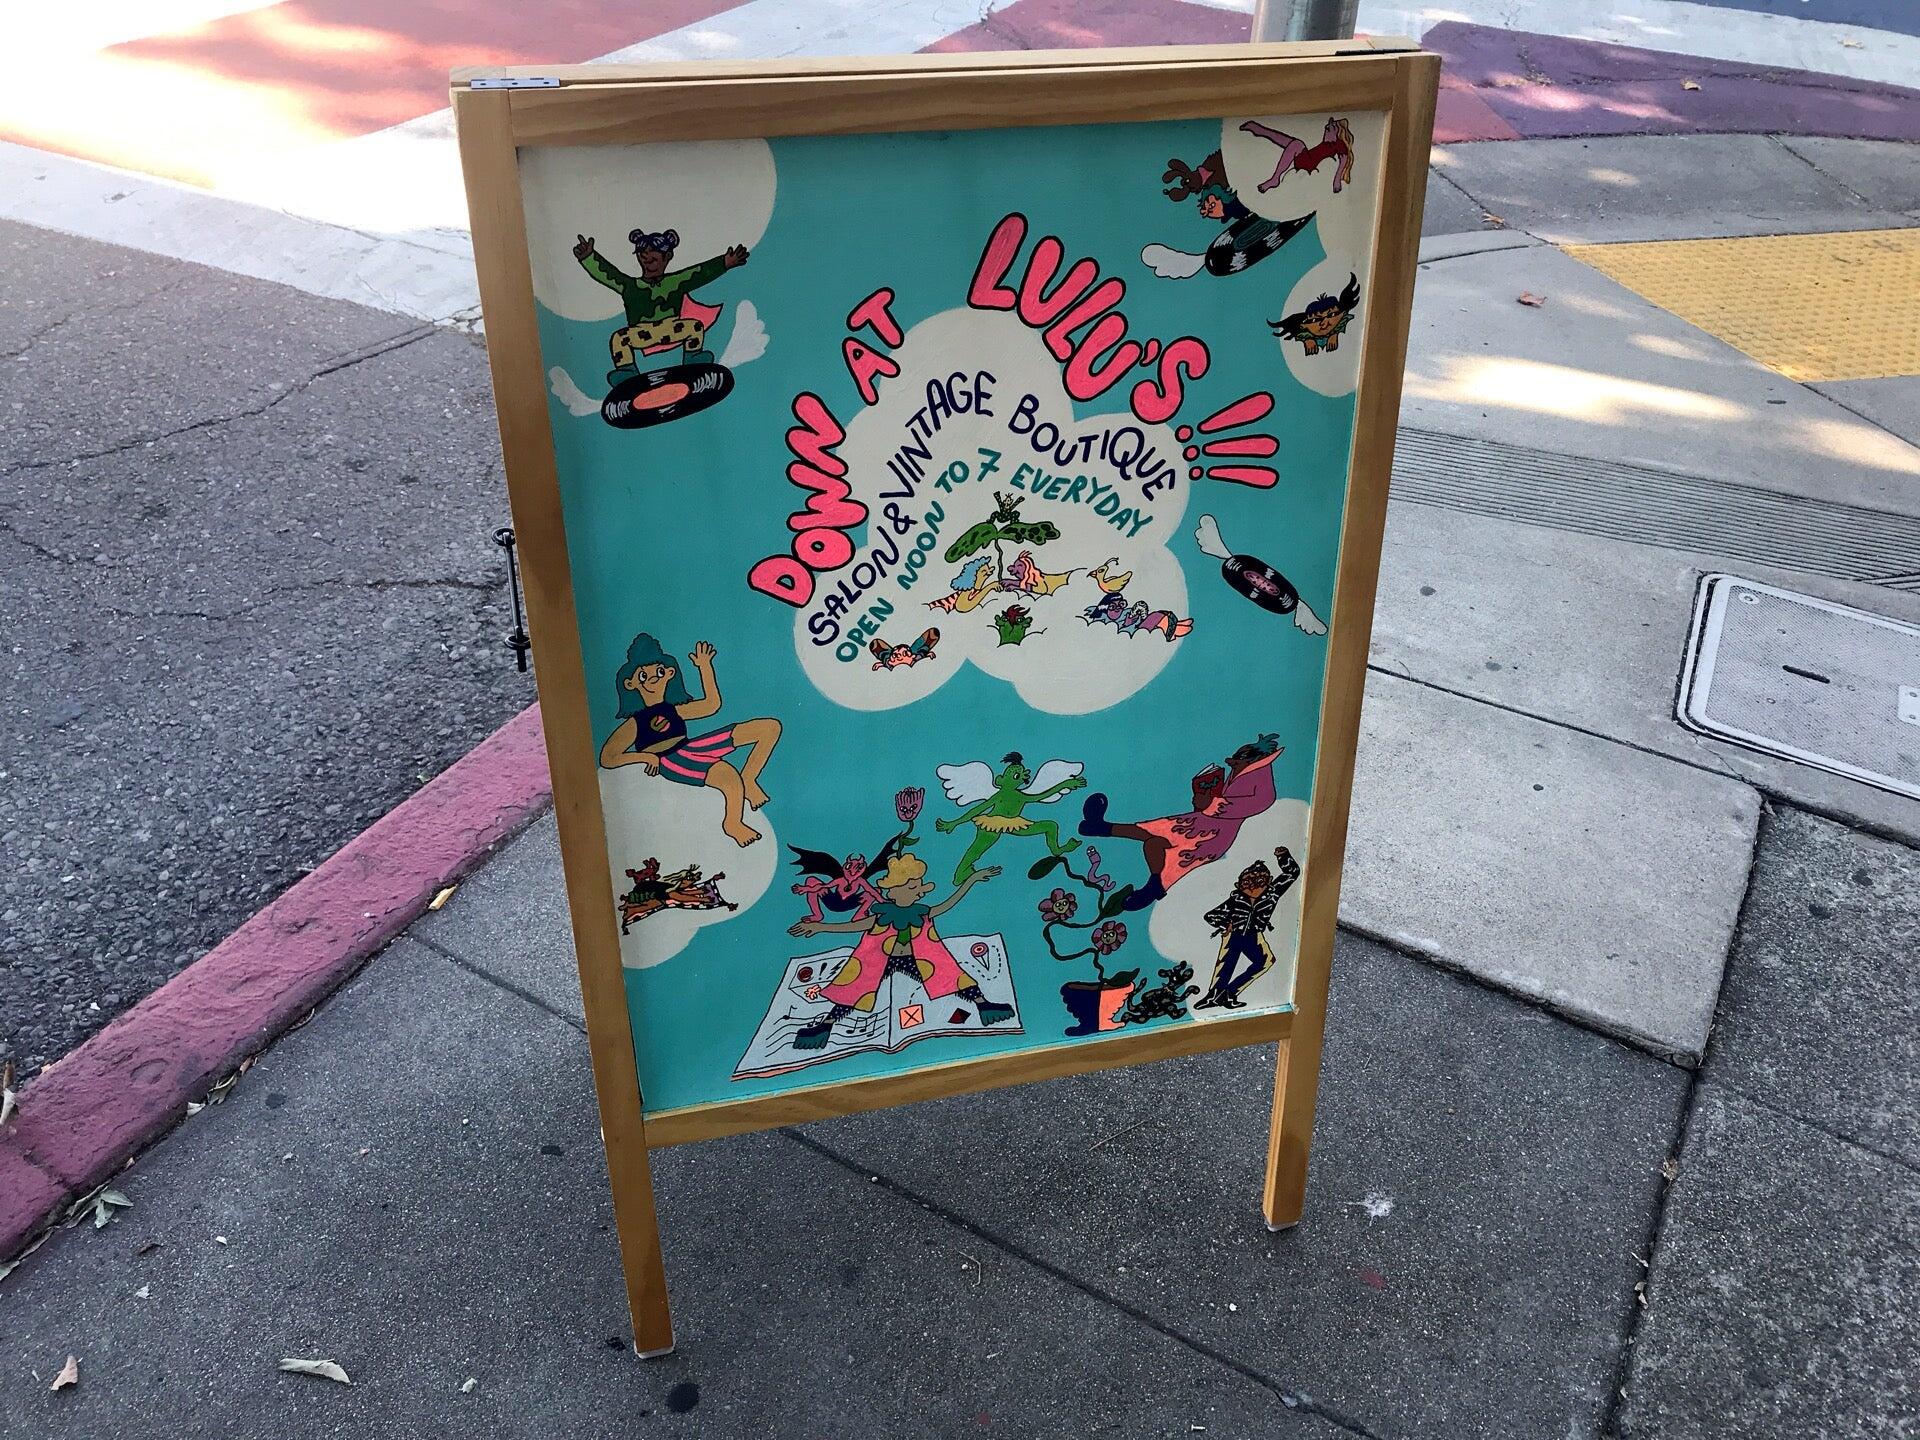 DOWN AT LULU'S!!!
SALON & VINTAGE BOUTIQUE
OPEN NOON TO 7 EVERYDAY